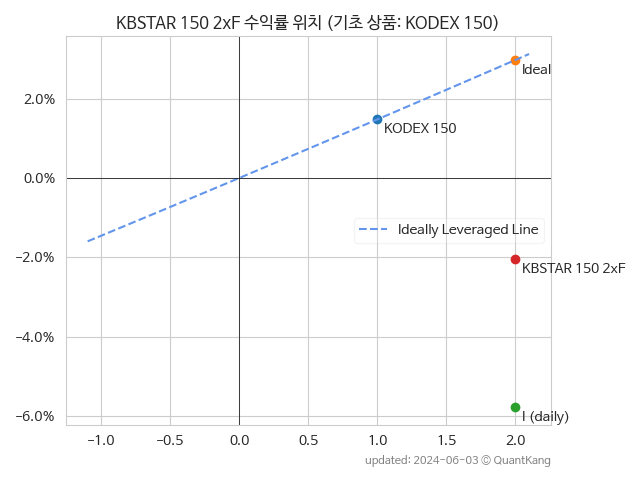 KBSTAR 150 2xF 수익률 위치 (기초 상품: KODEX 150)
Ideal
2.0%
KODEX 150
0.0%
Ideally Leveraged Line
−2.0%
KBSTAR 150 2xF
−4.0%
−6.0%
I (daily)
−1.0 −0.5 0.0 0.5 1.0 1.5 2.0
updated: 2024-06-03 © QuantKang